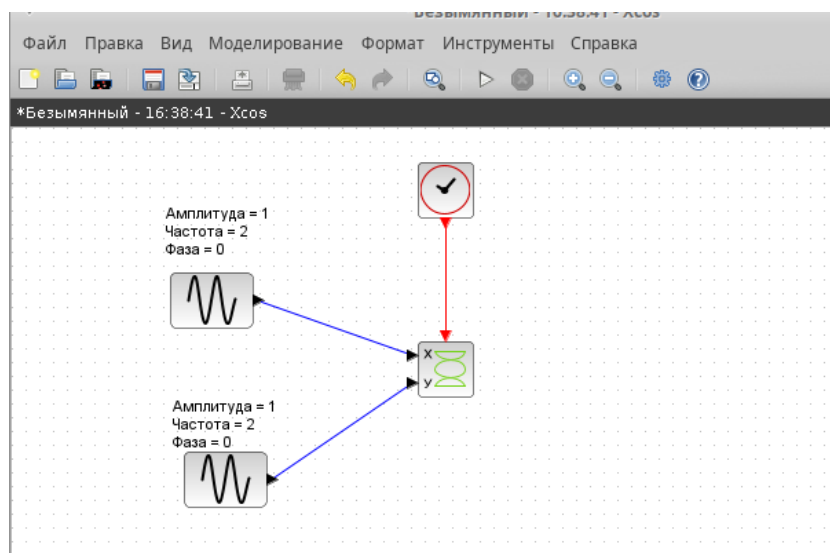 Безымянный - 16:38:41 - Xcos
Файл Правка Вид Моделирование Формат Инструменты Справка
*Безымянный - 16:38:41 - Xcos
Амплитуда = 1
Частота = 2
Фаза = 0
X
У
Амплитуда = 1
Частота = 2
Фаза = 0